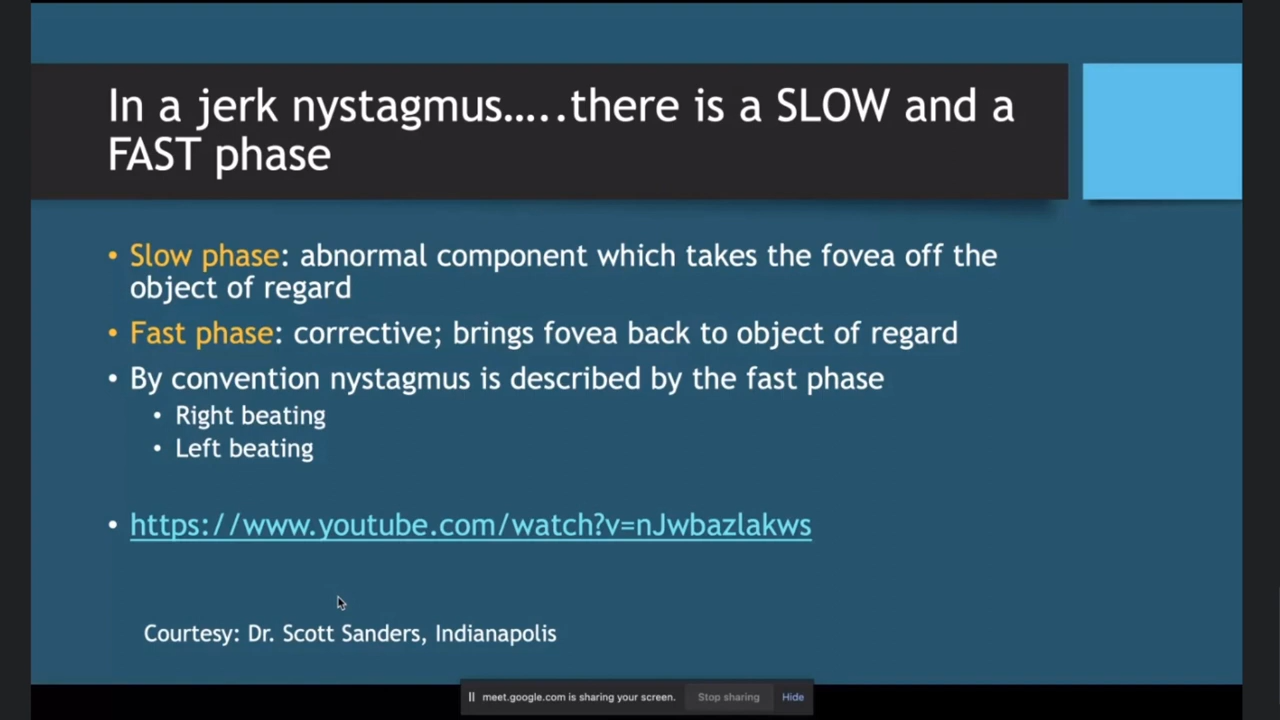 In a jerk nystagmus.....there is a SLOW and a
FAST phase
• Slow phase: abnormal component which takes the fovea off the
object of regard
• Fast phase: corrective; brings fovea back to object of regard
• By convention nystagmus is described by the fast phase
• Right beating
• Left beating
• https://www.youtube.com/watch?v=nJwbazlakws
Courtesy: Dr. Scott Sanders, Indianapolis
meet.google.com is sharing your screen. Stop sharing Hide